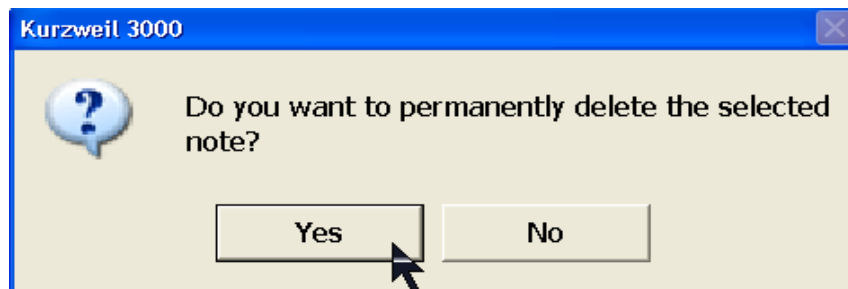 Kurzweil 3000
Do you want to permanently delete the selected
note?
Yes
No